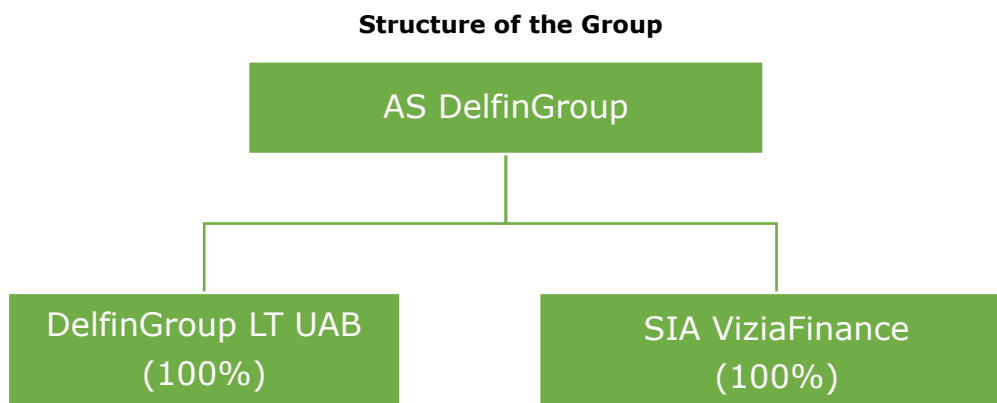 Structure of the Group
AS DelfinGroup
DelfinGroup LT UAB
(100%)
SIA ViziaFinance
(100%)